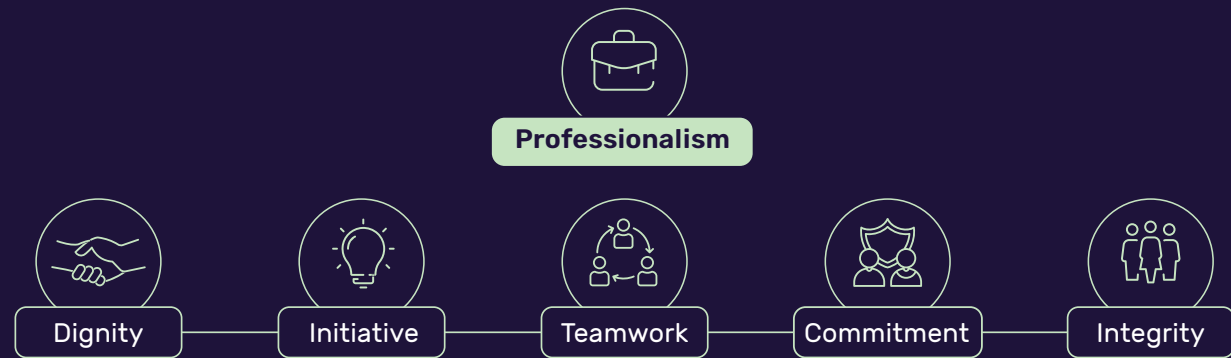 Professionalism
Dignity
Initiative
Teamwork
Commitment
Integrity